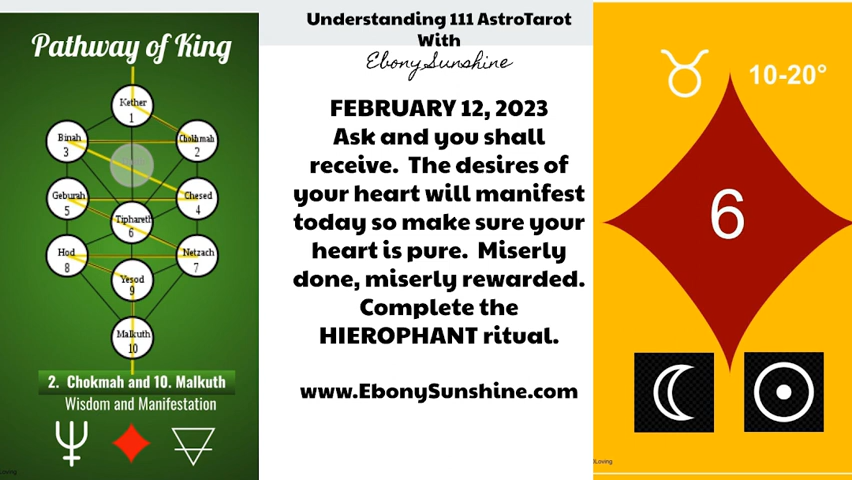 Pathway of King
Kether
1
Binah
3
Chokhmah
2
Geburah
5
Chesed
4
Tiphareth
6
Hod
8
Netzach
7
Yesod
9
Malkuth
10
2. Chokmah and 10. Malkuth
Wisdom and Manifestation
Loving
Understanding 111 AstroTarot
With
EbonySunshine
FEBRUARY 12, 2023
Ask and you shall
receive. The desires of
your heart will manifest
today so make sure your
heart is pure. Miserly
done, miserly rewarded.
Complete the
HIEROPHANT ritual.
www.EbonySunshine.com
♉ 10-20°
6
Loving